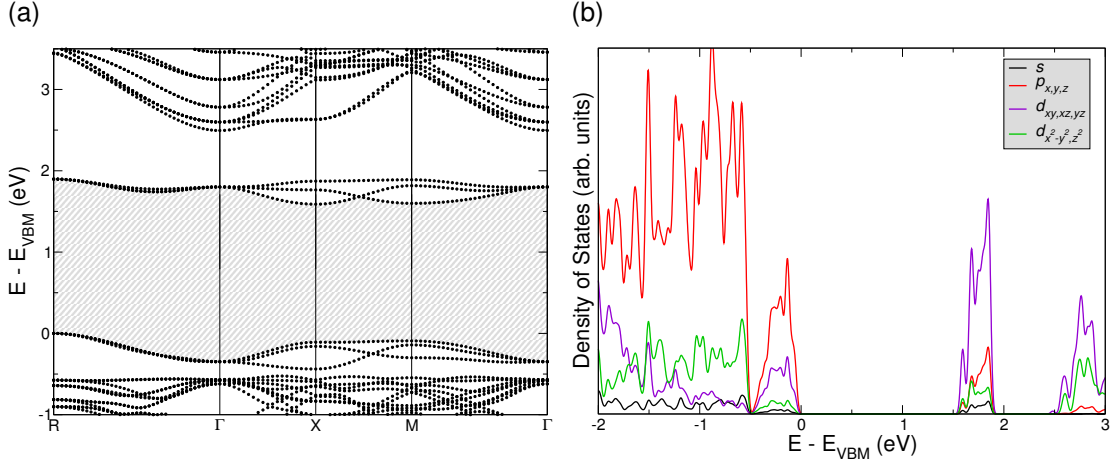 (a)
(b)
E - E_VBM (eV)
3
2
1
0
-1
R Γ X M Γ
Density of States (arb. units)
s
p_x,y,z
d_xy,xz,yz
d_x²-y²,z²
-2 -1 0 1 2 3
E - E_VBM (eV)